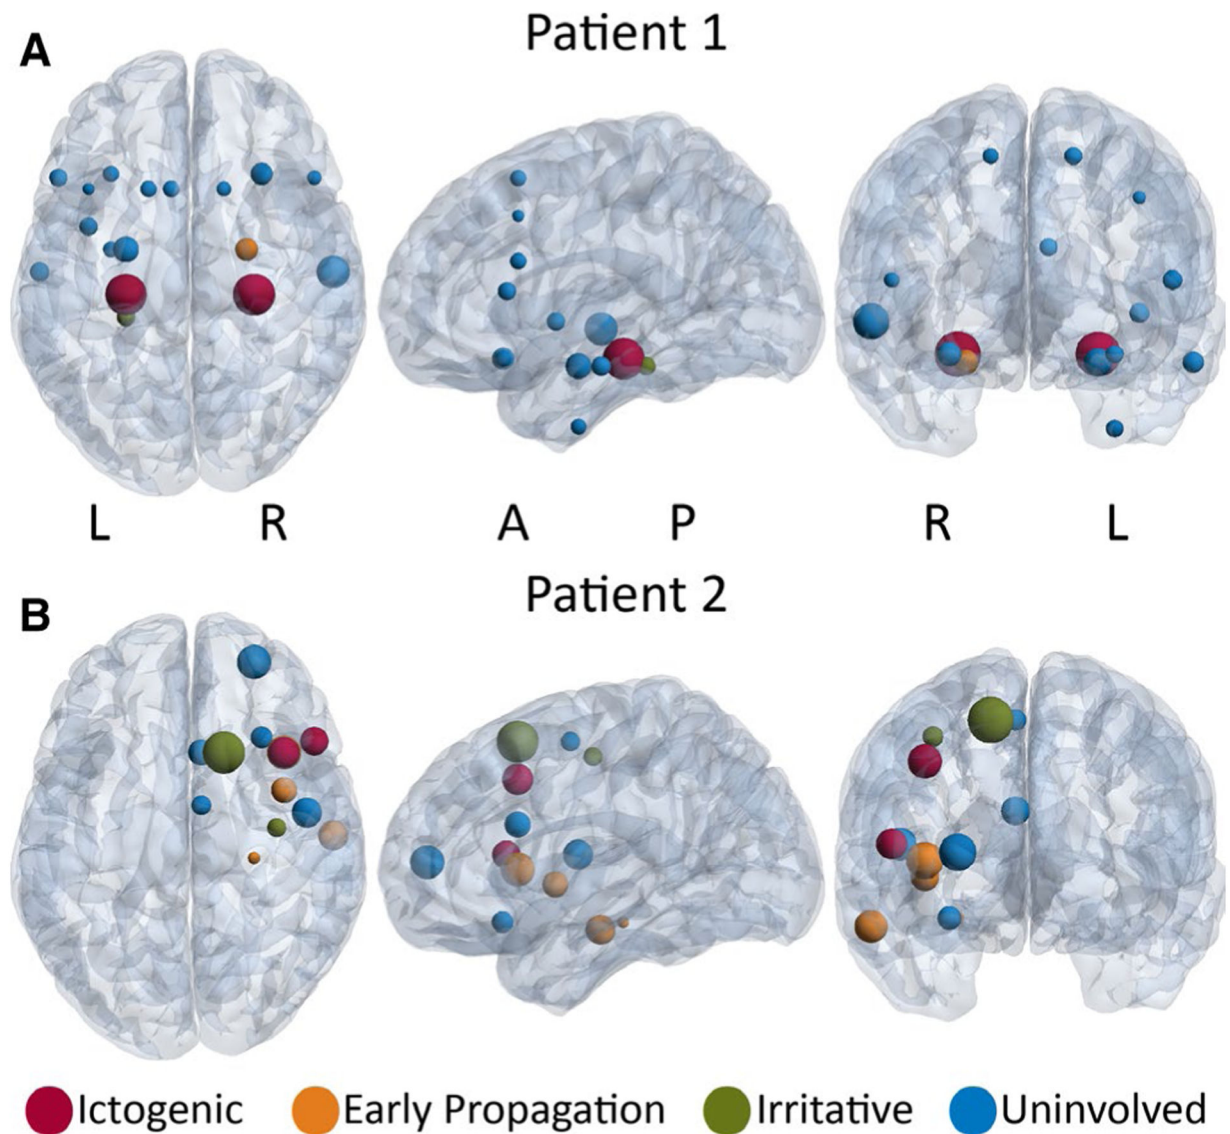 A
Patient 1
L R A P R L
B
Patient 2
Ictogenic Early Propagation Irritative Uninvolved